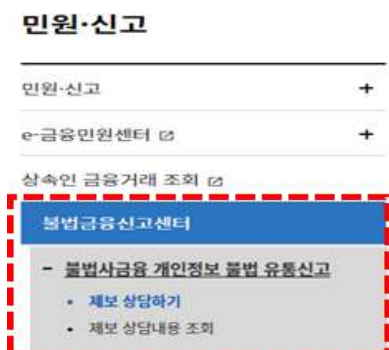 민원·신고
민원·신고 +
e-금융민원센터
+
상속인 금융거래 조회
불법금융신고센터
- 불법사금융 개인정보 불법 유통신고
• 제보 상담하기
• 제보 상담내용 조회